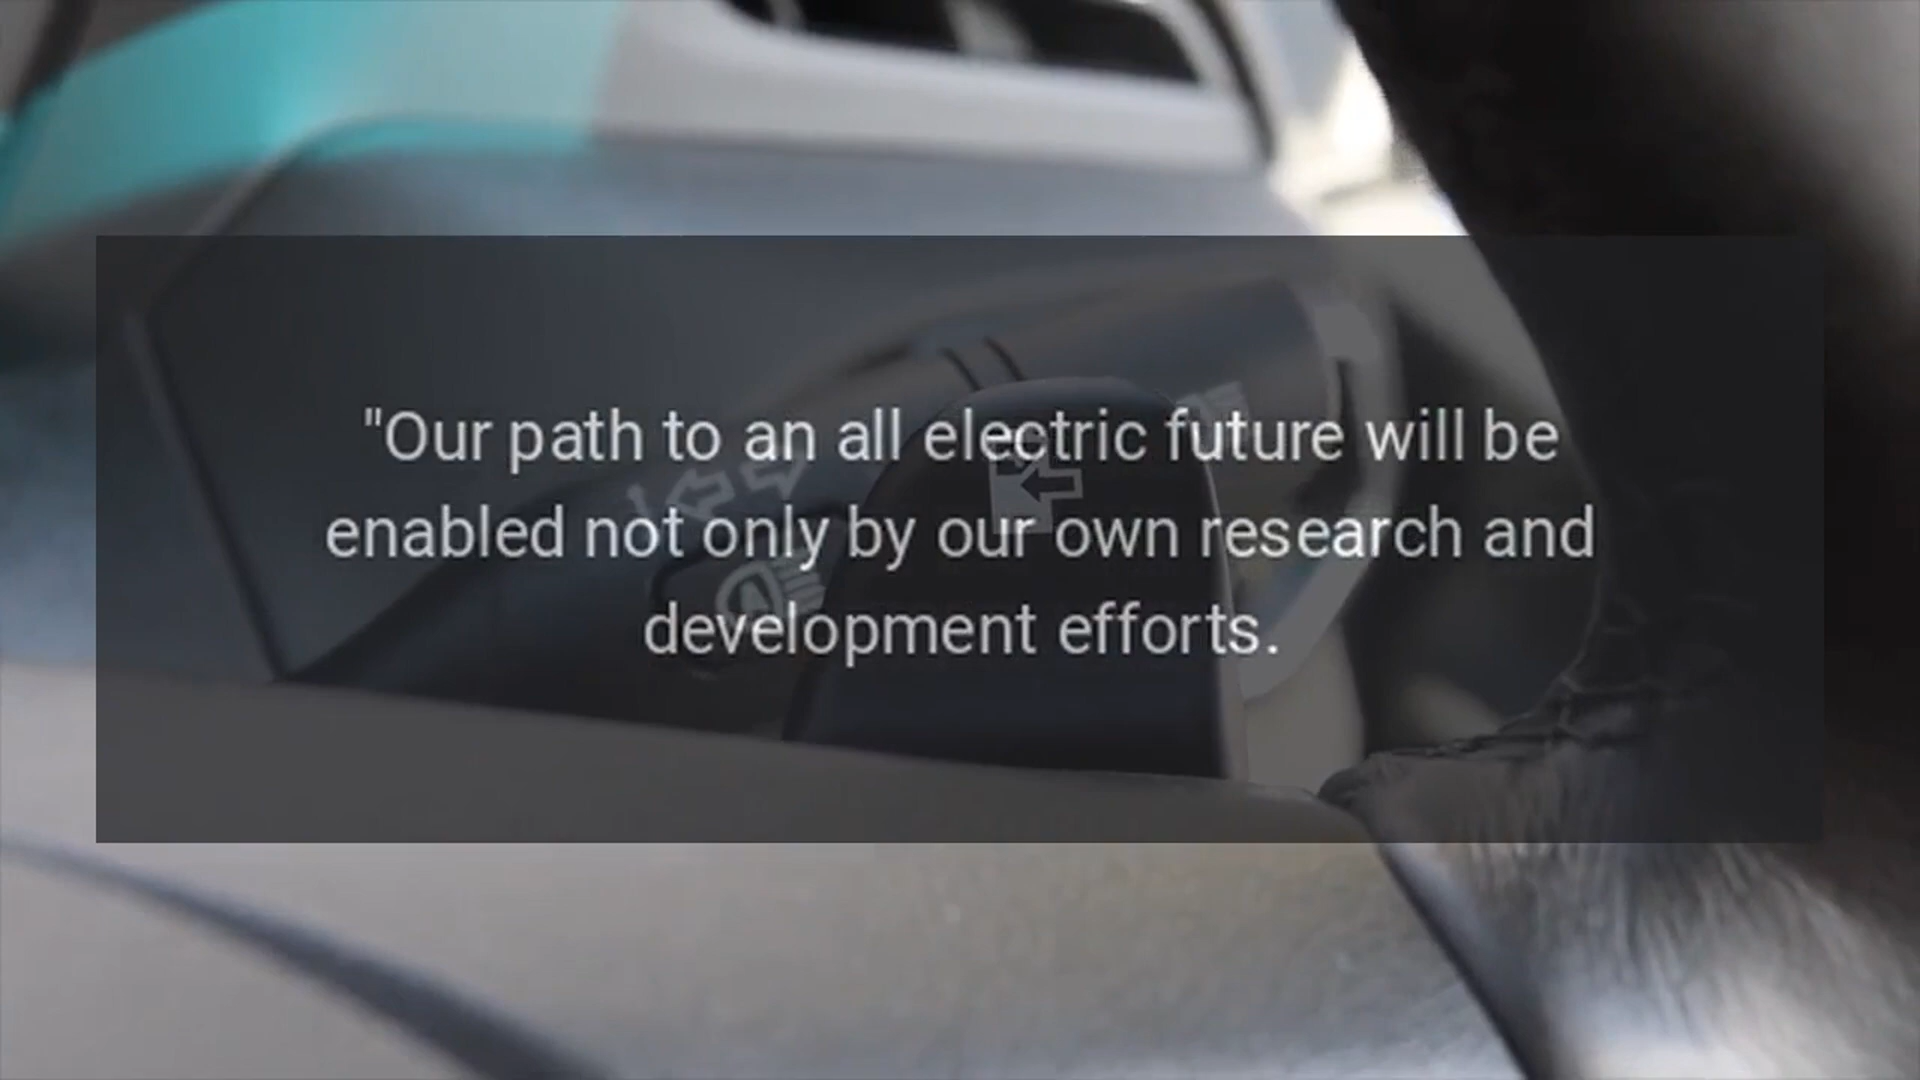 "Our path to an all electric future will be
enabled not only by our own research and
development efforts.